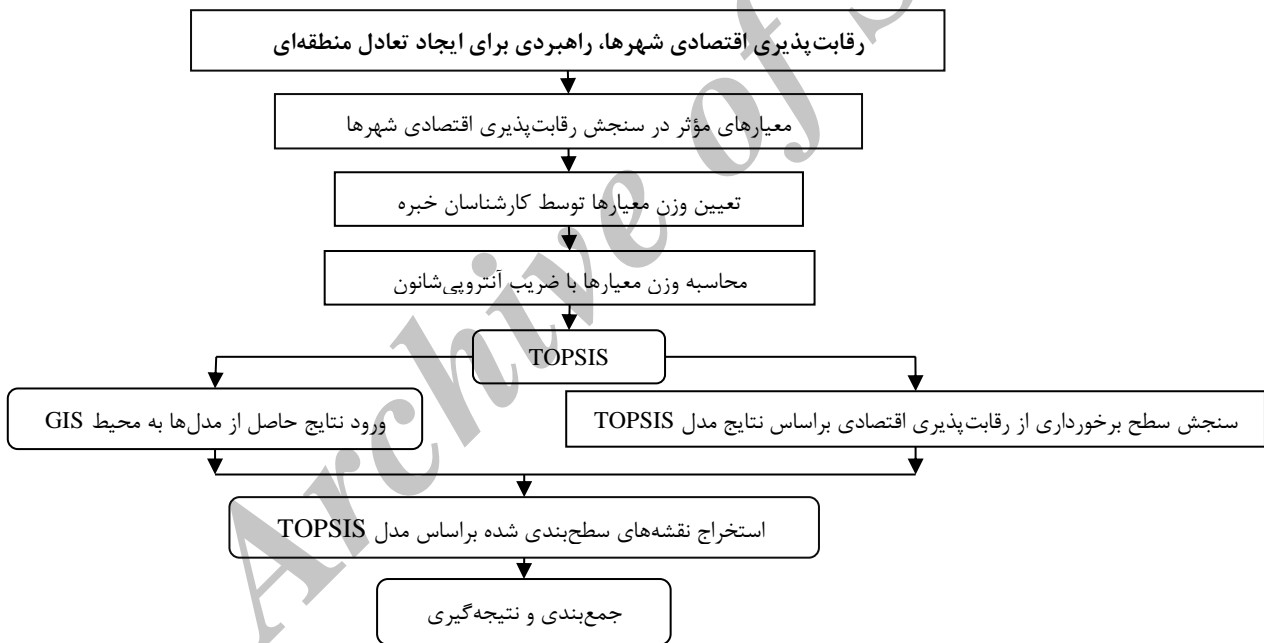 رقابت‌پذیری اقتصادی شهرها، راهبردی برای ایجاد تعادل منطقه‌ای
معیارهای مؤثر در سنجش رقابت‌پذیری اقتصادی شهرها
تعیین وزن معیارها توسط کارشناسان خبره
محاسبه وزن معیارها با ضریب آنتروپی‌شانون
TOPSIS
سنجش سطح برخورداری از رقابت‌پذیری اقتصادی براساس نتایج مدل TOPSIS
ورود نتایج حاصل از مدل‌ها به محیط GIS
استخراج نقشه‌های سطح‌بندی شده براساس مدل TOPSIS
جمع‌بندی و نتیجه‌گیری
Archive of S